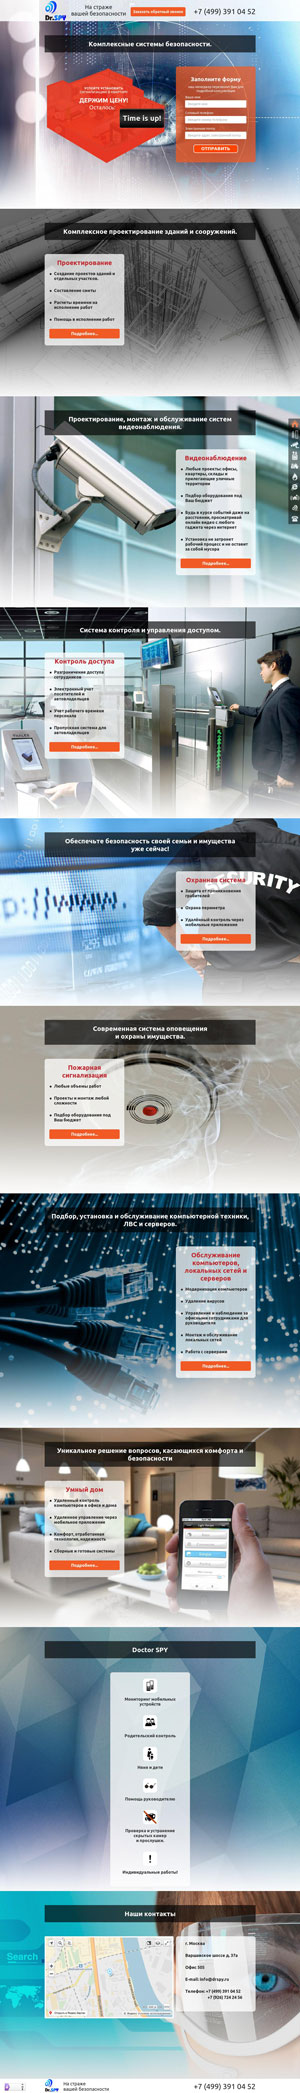 Dr.SPY
На страже
вашей безопасности
Заказать обратный звонок
+7 (499) 391 04 52
Комплексные системы безопасности.
ДЕРЖИМ ЦЕНУ!
Осталось:
Time is up!
Заполните форму
ОТПРАВИТЬ
Комплексное проектирование зданий и сооружений.
Проектирование
Создание проектов зданий и
отдельных участков.
Составление сметы
Расчеты времени на
исполнение работ
Помощь в исполнении работ
Подробнее...
Проектирование, монтаж и обслуживание систем
видеонаблюдения.
Видеонаблюдение
Любые проекты: офисы,
квартиры, склады и
прилегающие уличные
территории
Подбор оборудования под
Ваш бюджет
Будь в курсе событий даже на
расстоянии, просматривай
онлайн видео с любого
гаджета через интернет
Установка не затронет
рабочий процесс и не оставит
за собой мусора
Подробнее...
Система контроля и управления доступом.
Контроль доступа
Разграничение доступа
сотрудников
Электронный учет
посетителей и
автовладельцев
Учет рабочего времени
персонала
Пропускная система для
автовладельцев
Подробнее...
Обеспечьте безопасность своей семьи и имущества
уже сейчас!
http://www.
SECURITY
Охранная система
Защита от проникновения
грабителей
Охрана периметра
Удалённый контроль через
мобильные приложения
Подробнее...
Современная система оповещения
и охраны имущества.
Пожарная
сигнализация
Любые объемы работ
Проекты и монтаж любой
сложности
Подбор оборудования под
Ваш бюджет
Подробнее...
Подбор, установка и обслуживание компьютерной техники,
ЛВС и серверов.
Обслуживание
компьютеров,
локальных сетей и
серверов
Модернизация компьютеров
Удаление вирусов
Управление и наблюдение за
офисными сотрудниками для
руководителя
Монтаж и обслуживание
локальных сетей
Работа с серверами
Подробнее...
Уникальное решение вопросов, касающихся комфорта и
безопасности
Умный дом
Удаленный контроль
компьютеров в офисе и дома
Удаленное управление через
мобильное приложение
Комфорт, отработанная
технология, надежность
Сборные и готовые системы
Подробнее...
Doctor SPY
Мониторинг мобильных
устройств
Родительский контроль
Няня и дети
Помощь руководителю
Проверка и устранение
скрытых камер
и прослушки.
Индивидуальные работы!
Наши контакты
Search
г. Москва
Варшавское шоссе д. 37а
Офис 305
E-mail: info@drspy.ru
Телефон: +7 (499) 391 04 52
+7 (926) 724 24 56
Dr.SPY
На страже
вашей безопасности
+7 (499) 391 04 52